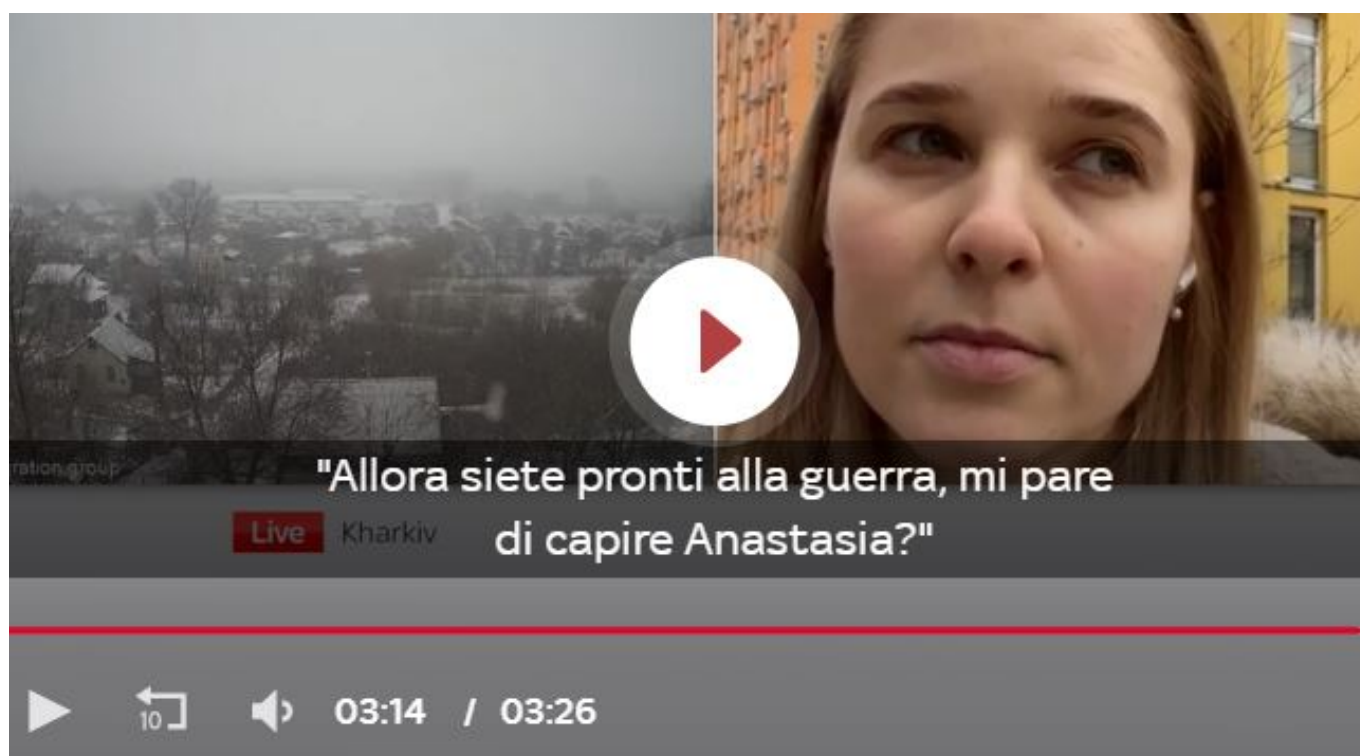 ration.group
"Allora siete pronti alla guerra, mi pare
di capire Anastasia?"
Live Kharkiv
10
03:14 / 03:26